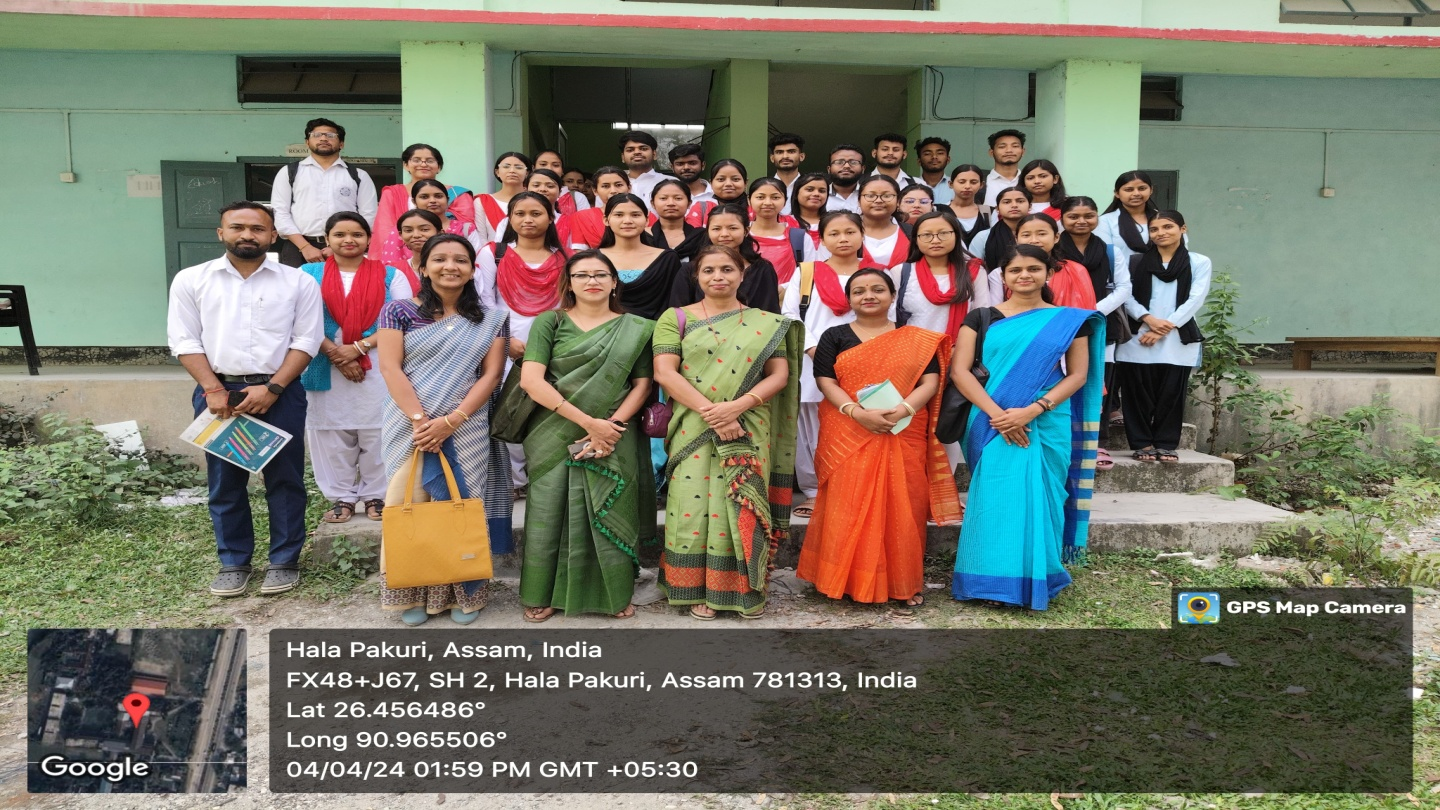 ROOM
GPS Map Camera
Hala Pakuri, Assam, India
FX48+J67, SH 2, Hala Pakuri, Assam 781313, India
Lat 26.456486°
Long 90.965506°
04/04/24 01:59 PM GMT +05:30
Google